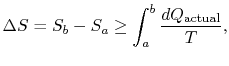 ΔS = S_b − S_a ≥ ∫_a^b dQ_actual / T,